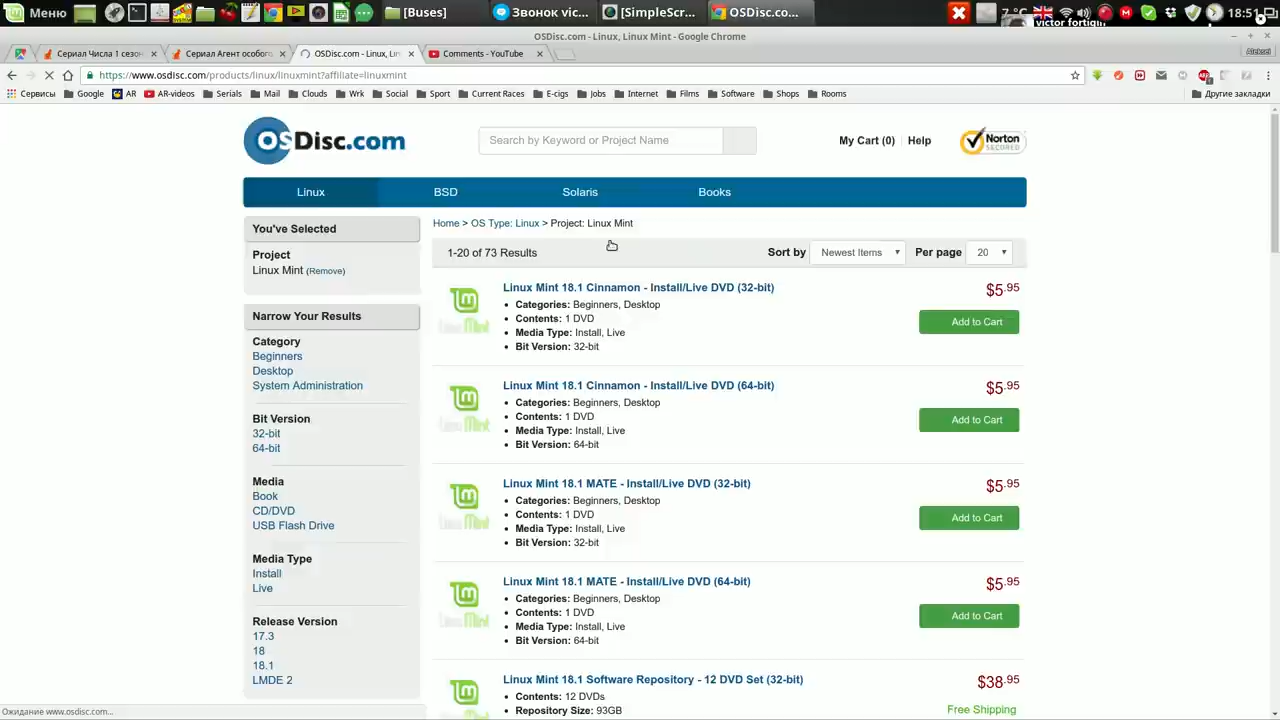 Меню
[Buses]
Звонок víc...
[SimpleScr...
OSDisc.co...
7 °C
18:51
victor fortigin
OSDisc.com - Linux, Linux Mint - Google Chrome
Aleksei
Сериал Числа 1 сезон
Сериал Агент особого
OSDisc.com - Linux, Lin
Comments - YouTube
https://www.osdisc.com/products/linux/linuxmint?affiliate=linuxmint
Сервисы Google AR AR-videos Serials Mail Clouds Wrk Social Sport Current Races E-cigs Jobs Internet Films Software Shops Rooms Другие закладки
OSDisc.com
Search by Keyword or Project Name
My Cart (0) Help
Norton
SECURED
Linux BSD Solaris Books
You've Selected
Project
Linux Mint (Remove)
Narrow Your Results
Category
Beginners
Desktop
System Administration
Bit Version
32-bit
64-bit
Media
Book
CD/DVD
USB Flash Drive
Media Type
Install
Live
Release Version
17.3
18
18.1
LMDE 2
Home > OS Type: Linux > Project: Linux Mint
1-20 of 73 Results
Sort by Newest Items Per page 20
Linux Mint 18.1 Cinnamon - Install/Live DVD (32-bit)
Categories: Beginners, Desktop
Contents: 1 DVD
Media Type: Install, Live
Bit Version: 32-bit
$5.95
Add to Cart
Linux Mint 18.1 Cinnamon - Install/Live DVD (64-bit)
Categories: Beginners, Desktop
Contents: 1 DVD
Media Type: Install, Live
Bit Version: 64-bit
$5.95
Add to Cart
Linux Mint 18.1 MATE - Install/Live DVD (32-bit)
Categories: Beginners, Desktop
Contents: 1 DVD
Media Type: Install, Live
Bit Version: 32-bit
$5.95
Add to Cart
Linux Mint 18.1 MATE - Install/Live DVD (64-bit)
Categories: Beginners, Desktop
Contents: 1 DVD
Media Type: Install, Live
Bit Version: 64-bit
$5.95
Add to Cart
Linux Mint 18.1 Software Repository - 12 DVD Set (32-bit)
Contents: 12 DVDs
Repository Size: 93GB
$38.95
Free Shipping
Ожидание www.osdisc.com...